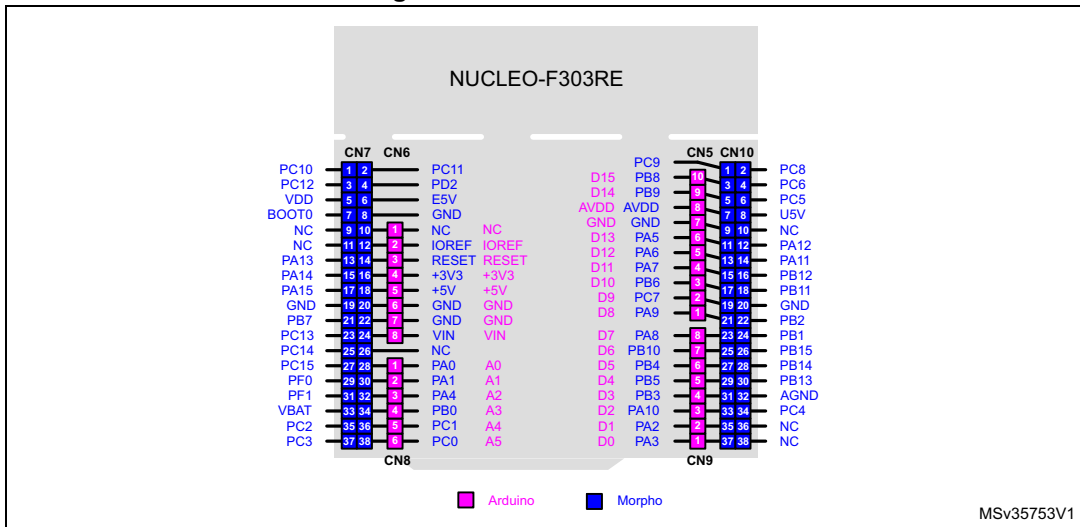 NUCLEO-F303RE
CN7 CN6 CN5 CN10
PC9
PC10 1 2 PC11 1 2 PC8
PC12 3 4 PD2 D15 PB8 10 3 4 PC6
VDD 5 6 E5V D14 PB9 9 5 6 PC5
BOOT0 7 8 GND AVDD AVDD 8 7 8 U5V
NC 9 10 1 NC NC GND GND 7 9 10 NC
NC 11 12 2 IOREF IOREF D13 PA5 6 11 12 PA12
PA13 13 14 3 RESET RESET D12 PA6 5 13 14 PA11
PA14 15 16 4 +3V3 +3V3 D11 PA7 4 15 16 PB12
PA15 17 18 5 +5V +5V D10 PB6 3 17 18 PB11
GND 19 20 6 GND GND D9 PC7 2 19 20 GND
PB7 21 22 7 GND GND D8 PA9 1 21 22 PB2
PC13 23 24 8 VIN VIN D7 PA8 8 23 24 PB1
PC14 25 26 NC D6 PB10 7 25 26 PB15
PC15 27 28 1 PA0 A0 D5 PB4 6 27 28 PB14
PF0 29 30 2 PA1 A1 D4 PB5 5 29 30 PB13
PF1 31 32 3 PA4 A2 D3 PB3 4 31 32 AGND
VBAT 33 34 4 PB0 A3 D2 PA10 3 33 34 PC4
PC2 35 36 5 PC1 A4 D1 PA2 2 35 36 NC
PC3 37 38 6 PC0 A5 D0 PA3 1 37 38 NC
CN8 CN9
Arduino Morpho
MSv35753V1